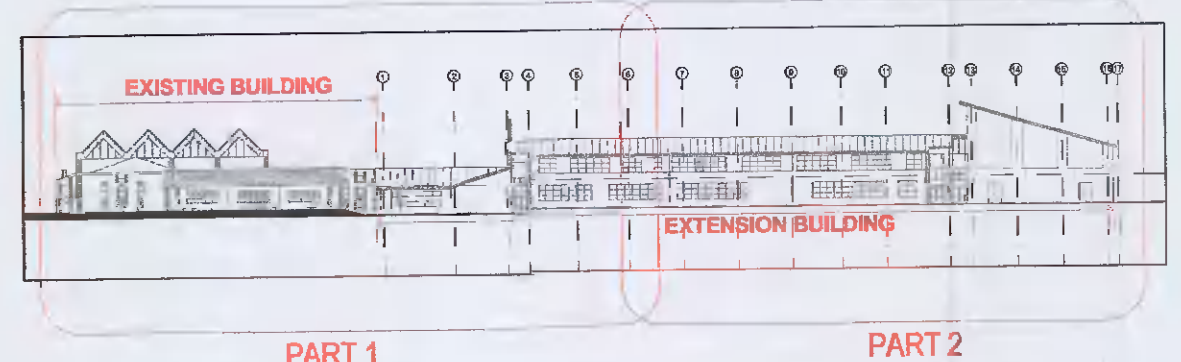 EXISTING BUILDING
1 2 3 4 5 6 7 8 9 10 11 12 13 14 15 16 17
EXTENSION BUILDING
PART 1
PART 2